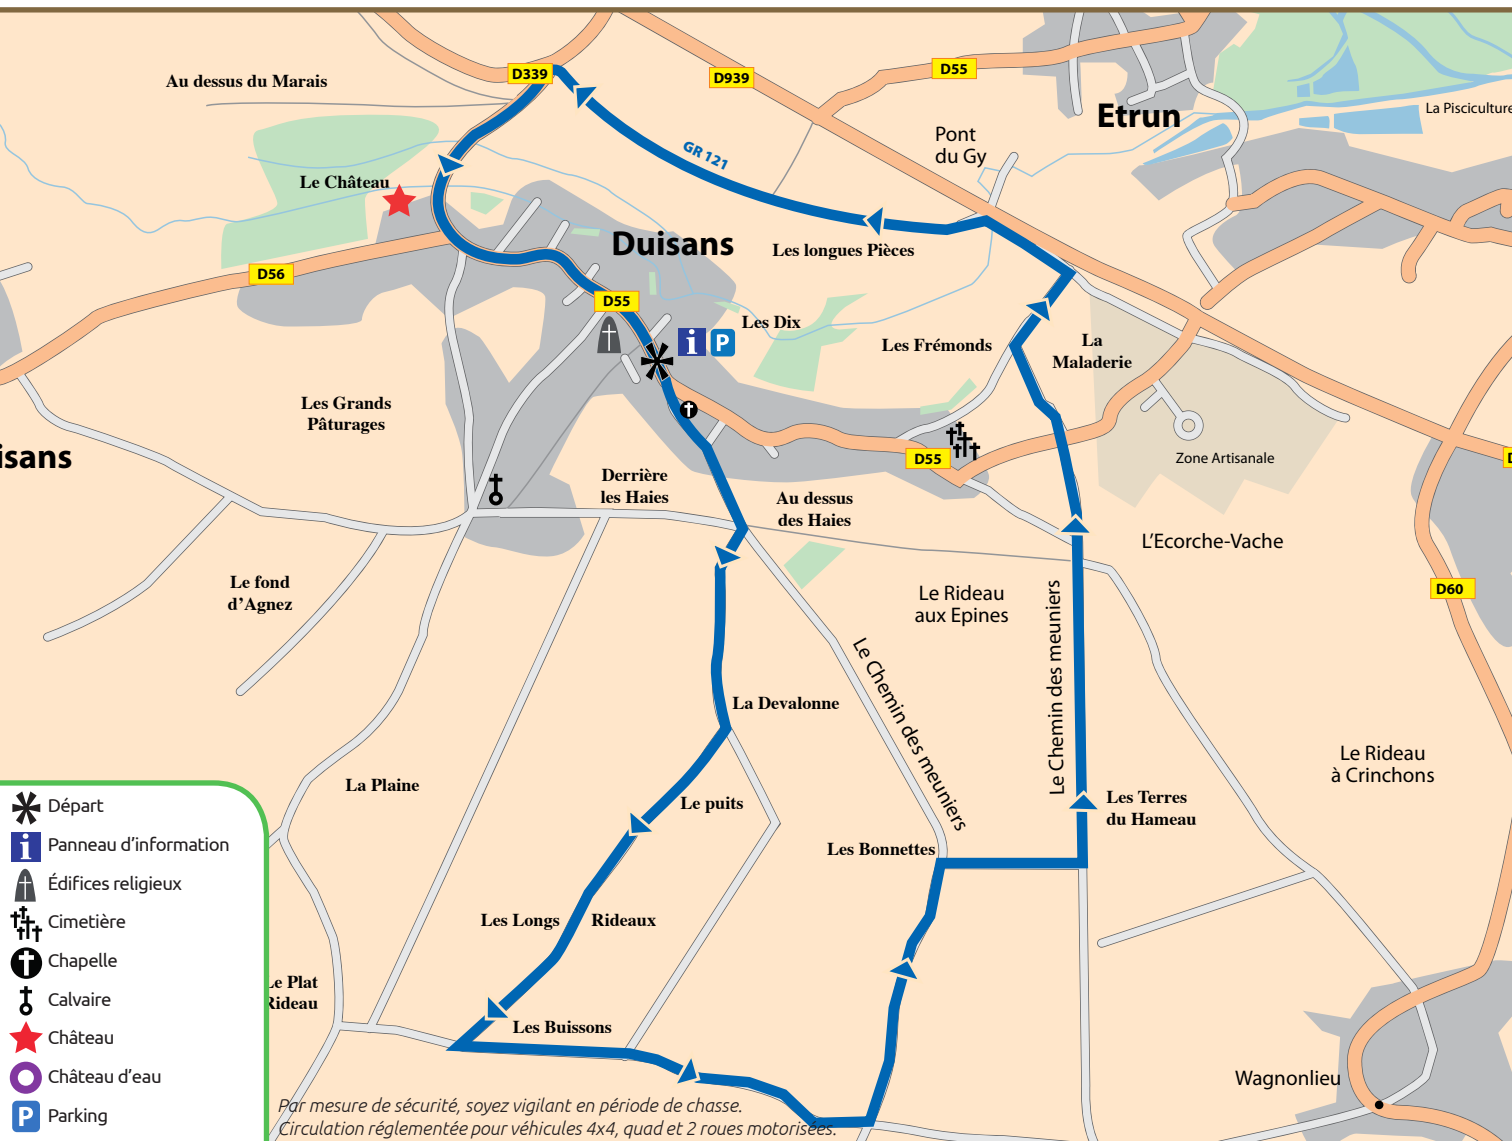 D339
D939
D55
Au dessus du Marais
Etrun
La Pisciculture
Pont
du Gy
GR 121
Le Château
Duisans
Les longues Pièces
D56
D55
Les Dix
Les Frémonds
La
Maladerie
Les Grands
Pâturages
isans
D55
Zone Artisanale
Derrière
les Haies
Au dessus
des Haies
L'Ecorche-Vache
Le fond
d'Agnez
Le Rideau
aux Epines
D60
Le Chemin des meuniers
Le Chemin des meuniers
La Devalonne
Le Rideau
à Crinchons
La Plaine
Le puits
Les Terres
du Hameau
Les Bonnettes
Les Longs Rideaux
Le Plat
Rideau
Les Buissons
Wagnonlieu
Départ
i Panneau d'information
Édifices religieux
Cimetière
Chapelle
Calvaire
Château
Château d'eau
P Parking
i P
Par mesure de sécurité, soyez vigilant en période de chasse.
Circulation réglementée pour véhicules 4x4, quad et 2 roues motorisées.